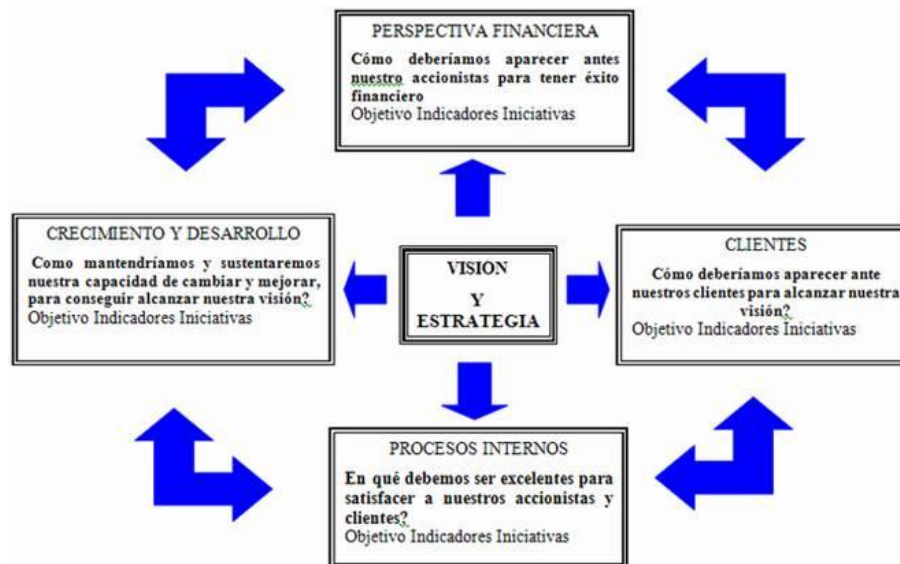 PERSPECTIVA FINANCIERA
Cómo deberíamos aparecer antes
nuestro accionistas para tener éxito
financiero
Objetivo Indicadores Iniciativas
CRECIMIENTO Y DESARROLLO
Como mantendríamos y sustentaremos
nuestra capacidad de cambiar y mejorar,
para conseguir alcanzar nuestra visión?
Objetivo Indicadores Iniciativas
VISIÓN
Y
ESTRATEGIA
CLIENTES
Cómo deberíamos aparecer ante
nuestros clientes para alcanzar nuestra
visión?
Objetivo Indicadores Iniciativas
PROCESOS INTERNOS
En qué debemos ser excelentes para
satisfacer a nuestros accionistas y
clientes?
Objetivo Indicadores Iniciativas